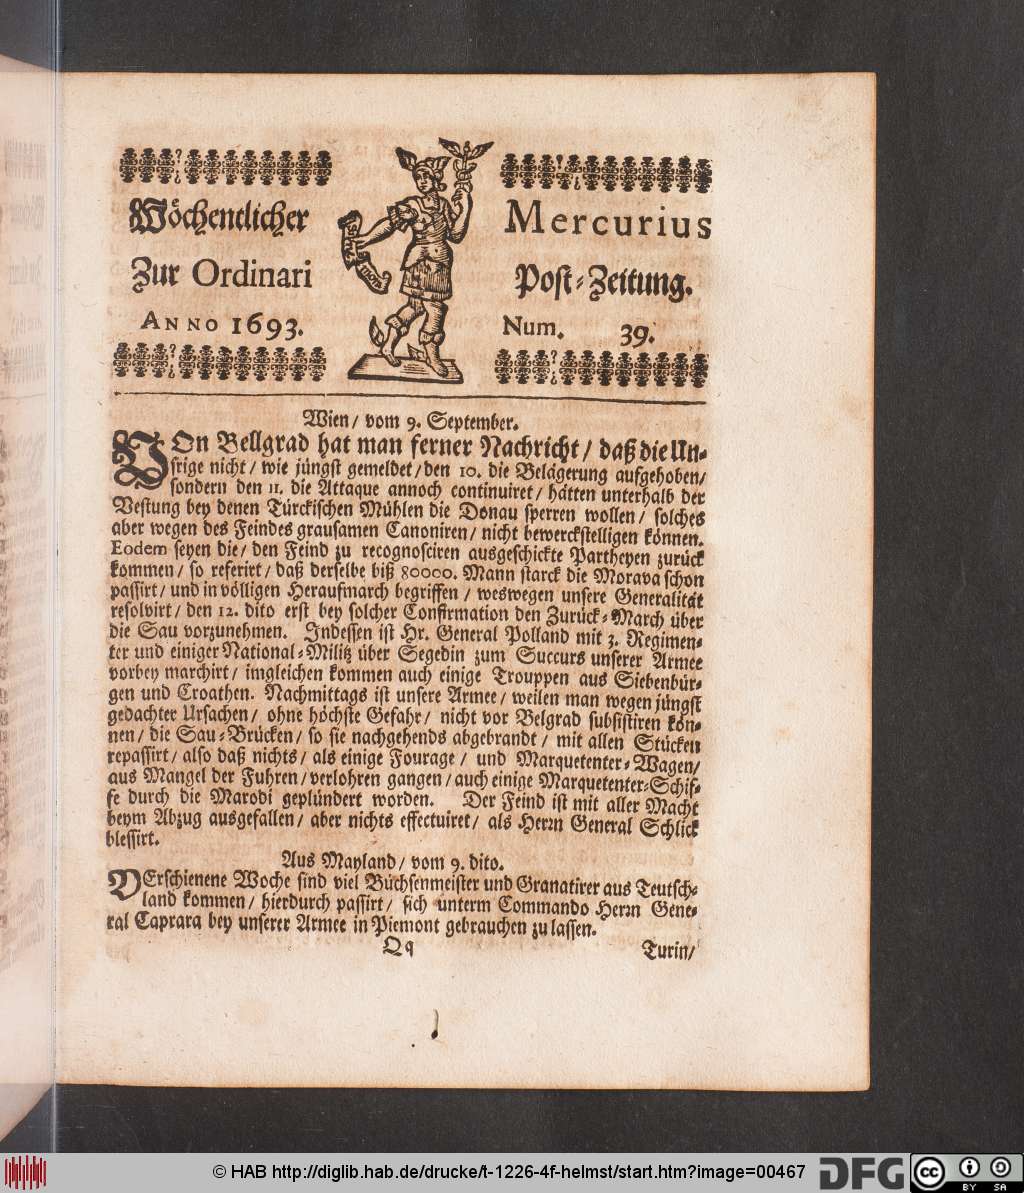 Wöchentlicher Mercurius
Zur Ordinari Post-Zeitung.
ANNO 1693. Num. 39.
Wien/ vom 9. September.
VOn Bellgrad hat man ferner Nachricht/ daß die Un-
srige nicht/ wie jüngst gemeldet/ den 10. die Belägerung aufgehoben/
sondern den 11. die Attaque annoch continuiret/ hätten unterhalb der
Vestung bey denen Türckischen Mühlen die Donau sperren wollen/ solches
aber wegen des Feindes grausamen Canoniren/ nicht bewerckstelligen können.
Eodem seyen die/ den Feind zu recognosciren ausgeschickte Partheyen zurück
kommen/ so referirt/ daß derselbe biß 80000. Mann starck die Morava schon
passirt/ und in völligen Heraufmarch begriffen/ weswegen unsere Generalität
resolvirt/ den 12. dito erst bey solcher Confirmation den Zurück-March über
die Sau vorzunehmen. Indessen ist Hr. General Polland mit 3. Regimen-
ter und einiger National-Militz über Segedin zum Succurs unserer Armee
vorbey marchirt/ imgleichen kommen auch einige Trouppen aus Siebenbür-
gen und Croathen. Nachmittags ist unsere Armee/ weilen man wegen jüngst
gedachter Ursachen/ ohne höchste Gefahr/ nicht vor Belgrad subsistiren kön-
nen/ die Sau-Brücken/ so sie nachgehends abgebrandt/ mit allen Stücken
repassirt/ also daß nichts/ als einige Fourage/ und Marquetenter-Wagen/
aus Mangel der Fuhren/ verlohren gangen/ auch einige Marquetenter-Schif-
fe durch die Marodi geplündert worden. Der Feind ist mit aller Macht
beym Abzug ausgefallen/ aber nichts effectuiret/ als Herrn General Schlick
blessirt.
Aus Mayland/ vom 9. dito.
VErschienene Woche sind viel Büchsenmeister und Granatirer aus Teutsch-
land kommen/ hierdurch passirt/ sich unterm Commando Herrn Gene-
ral Caprara bey unserer Armee in Piemont gebrauchen zu lassen.
Qq Turin/
© HAB http://diglib.hab.de/drucke/t-1226-4f-helmst/start.htm?image=00467
DFG cc BY SA